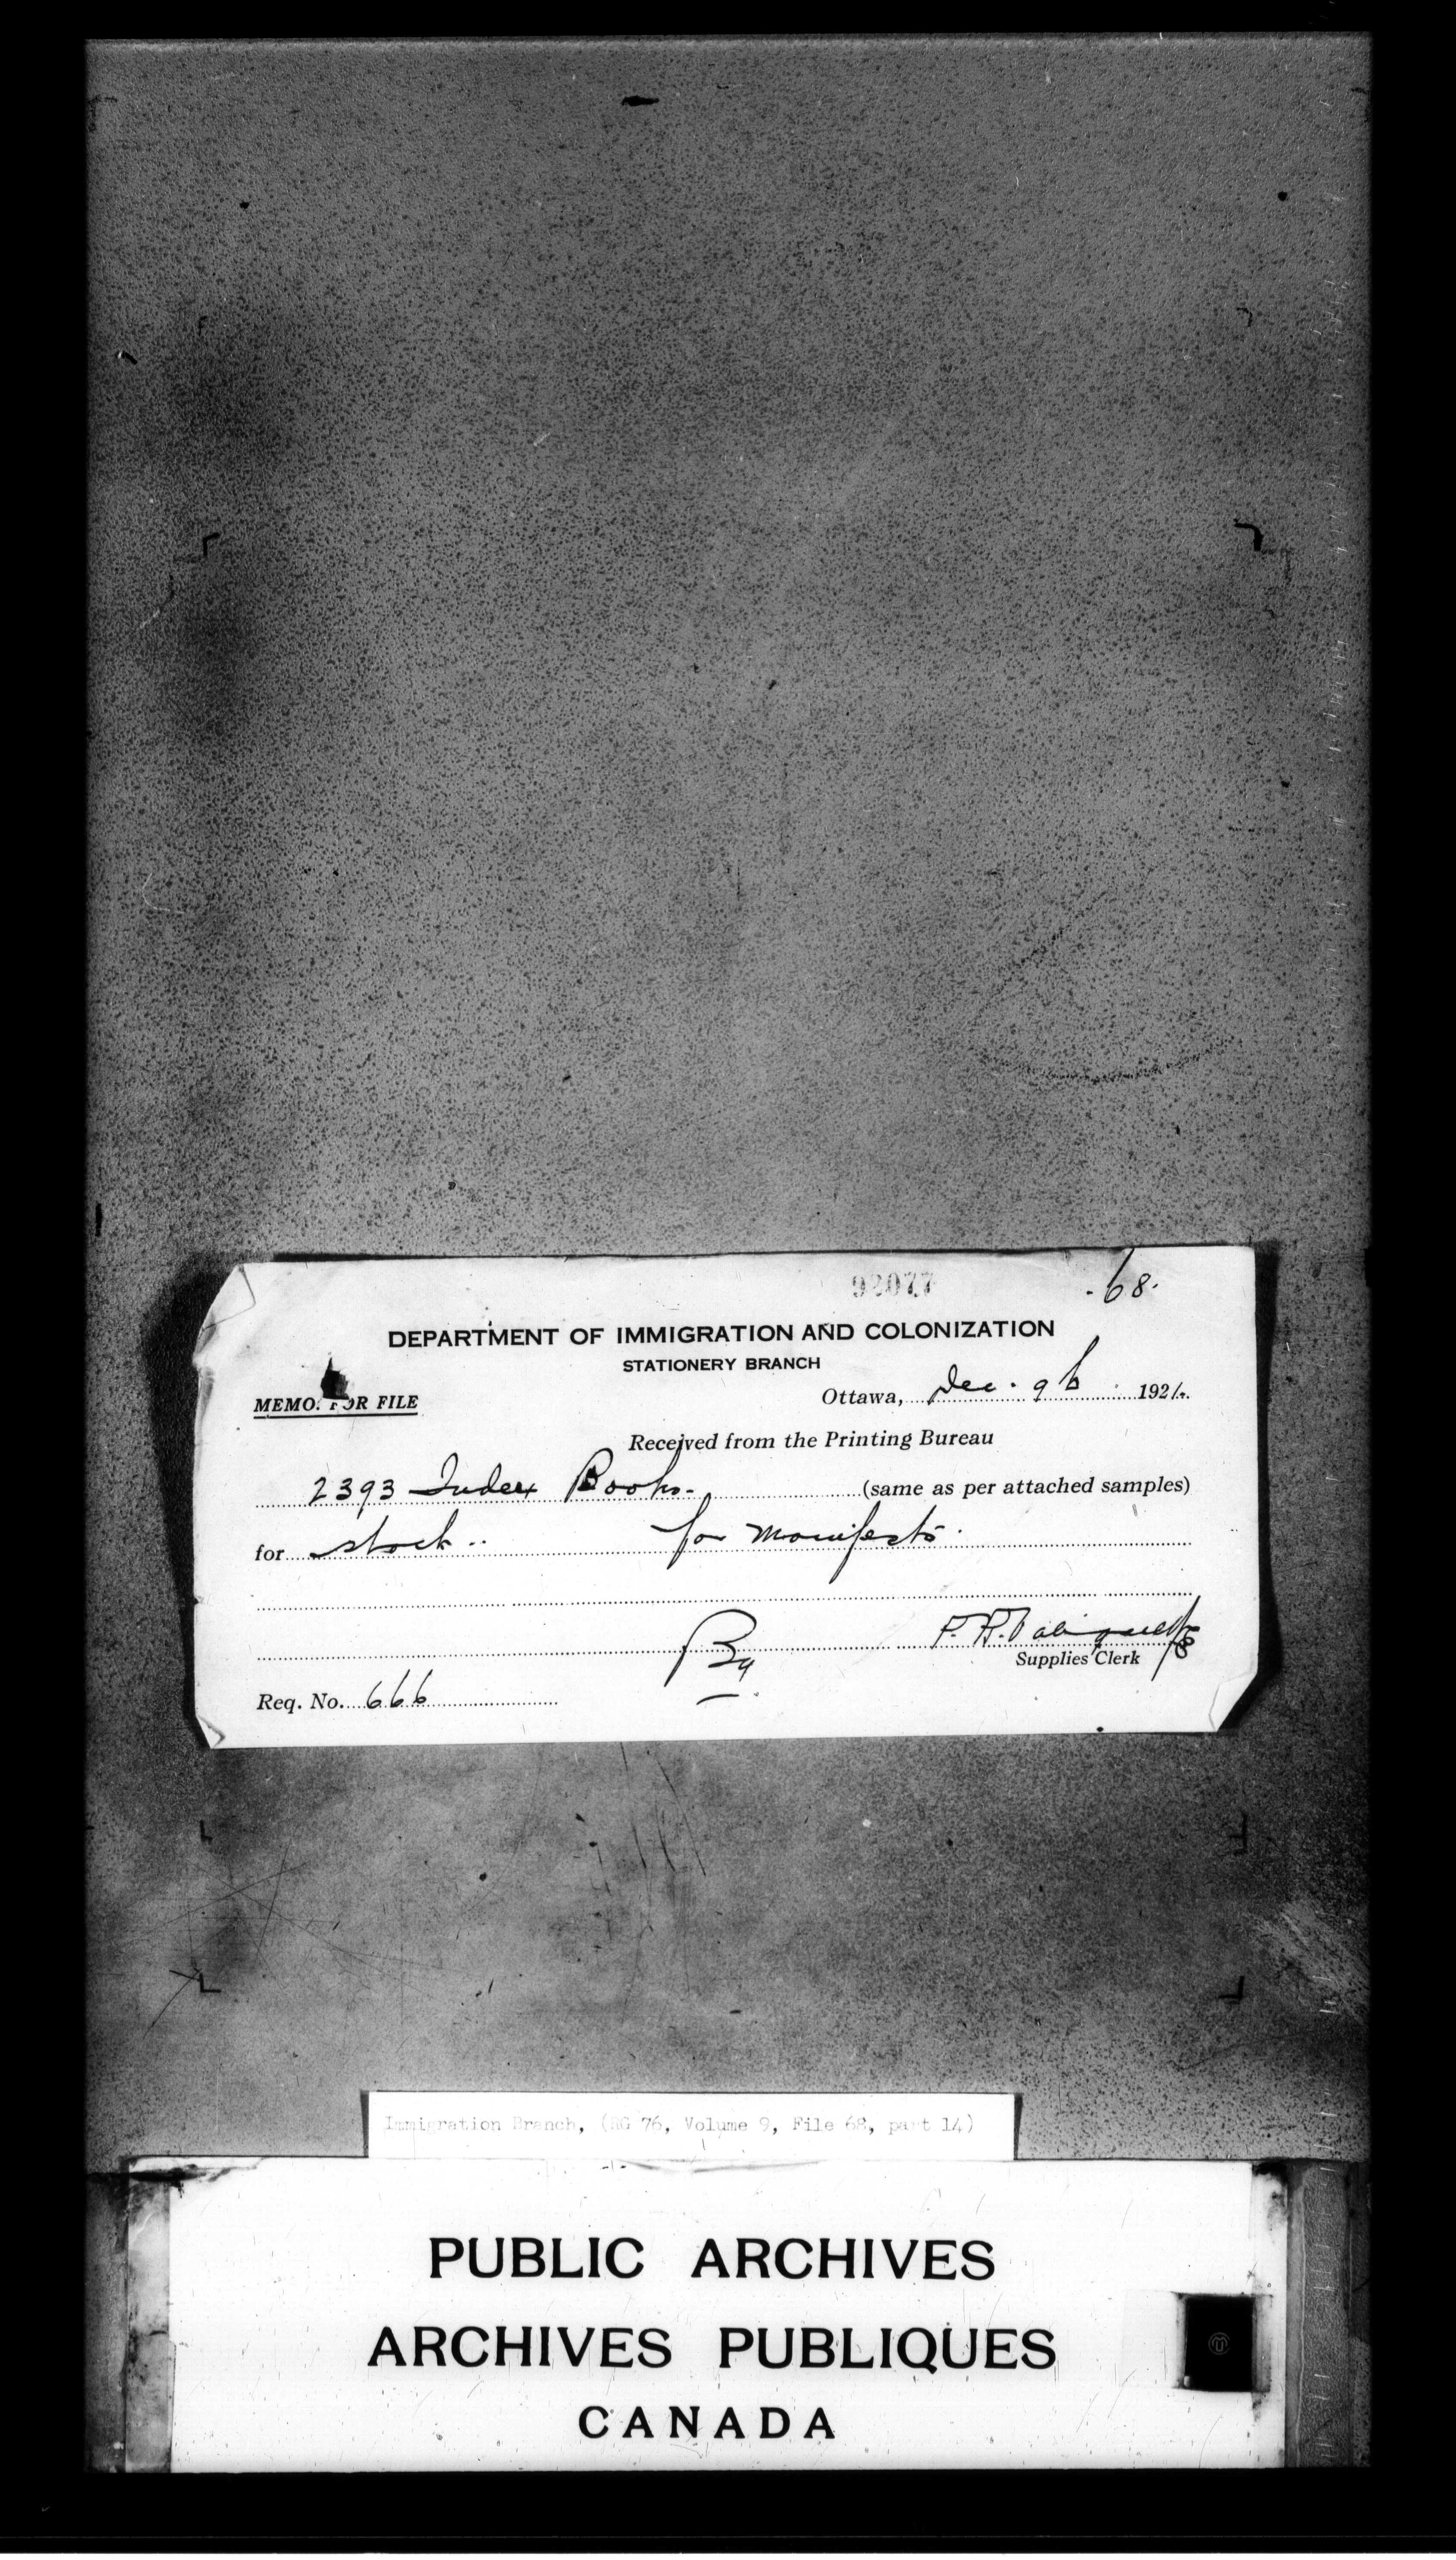 92077
68
DEPARTMENT OF IMMIGRATION AND COLONIZATION
STATIONERY BRANCH
MEMO. FOR FILE
Ottawa, Dec. 9 1921.
Received from the Printing Bureau
2393 Index Books. (same as per attached samples)
for stock.. for manifests.
Supplies Clerk
Req. No. 666
Immigration Branch, (RG 76, Volume 9, File 68, part 14)
PUBLIC ARCHIVES
ARCHIVES PUBLIQUES
CANADA